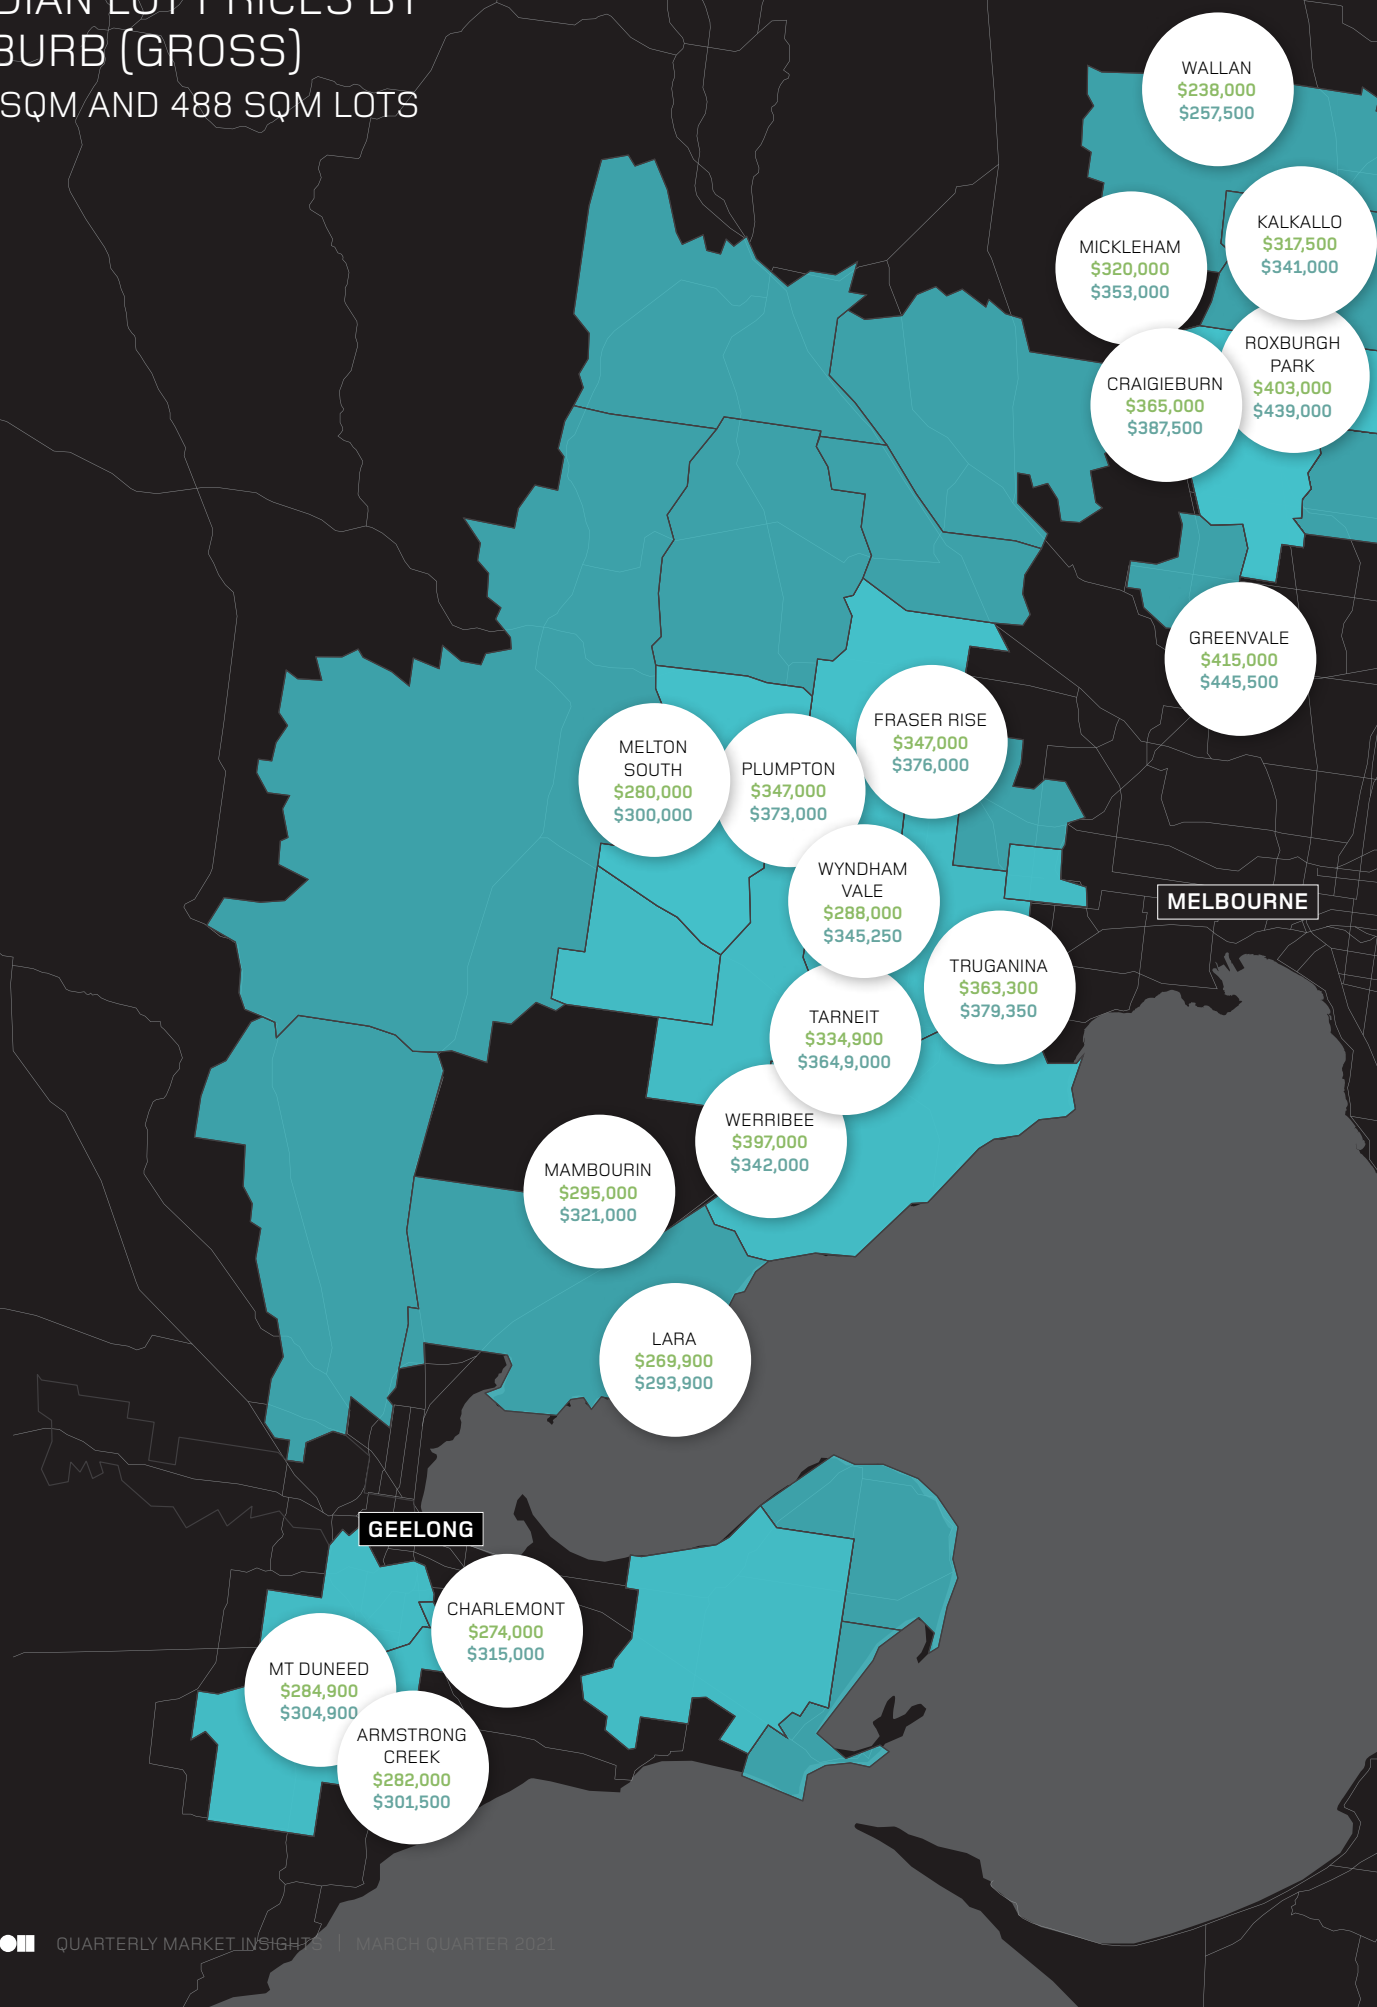 BURB (GROSS)
SQM AND 488 SQM LOTS
WALLAN
$238,000
$257,500
KALKALLO
$317,500
$341,000
MICKLEHAM
$320,000
$353,000
ROXBURGH
PARK
$403,000
$439,000
CRAIGIEBURN
$365,000
$387,500
GREENVALE
$415,000
$445,500
FRASER RISE
$347,000
$376,000
MELTON
SOUTH
$280,000
$300,000
PLUMPTON
$347,000
$373,000
WYNDHAM
VALE
$288,000
$345,250
MELBOURNE
TRUGANINA
$363,300
$379,350
TARNEIT
$334,900
$364,9,000
WERRIBEE
$397,000
$342,000
MAMBOURIN
$295,000
$321,000
LARA
$269,900
$293,900
GEELONG
CHARLEMONT
$274,000
$315,000
MT DUNEED
$284,900
$304,900
ARMSTRONG
CREEK
$282,000
$301,500
QUARTERLY MARKET INSIGHTS | MARCH QUARTER 2021